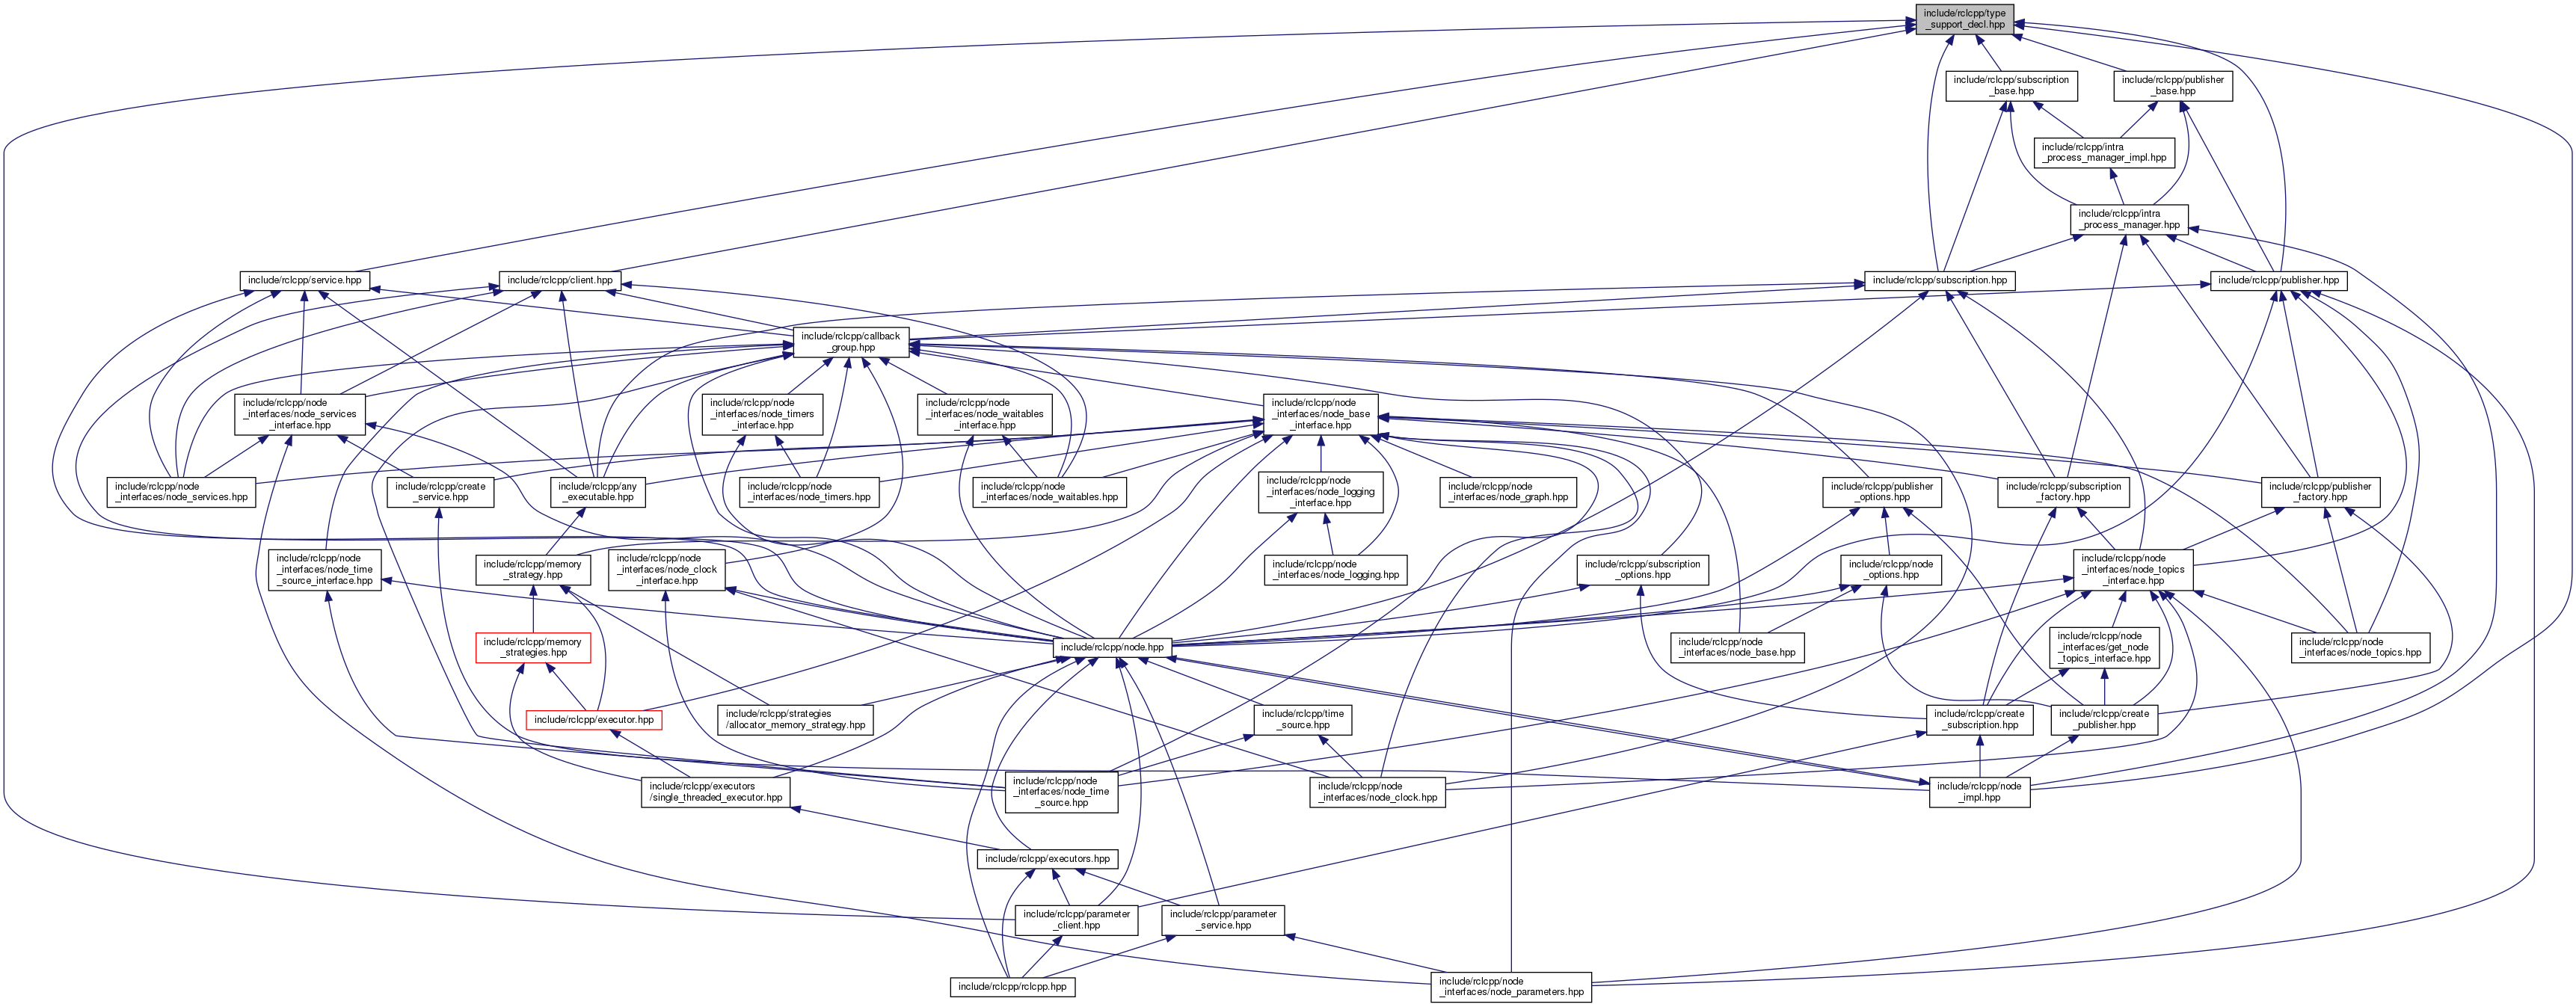 include/rclcpp/type
_support_decl.hpp
include/rclcpp/subscription
_base.hpp
include/rclcpp/publisher
_base.hpp
include/rclcpp/intra
_process_manager_impl.hpp
include/rclcpp/intra
_process_manager.hpp
include/rclcpp/service.hpp
include/rclcpp/client.hpp
include/rclcpp/subscription.hpp
include/rclcpp/publisher.hpp
include/rclcpp/callback
_group.hpp
include/rclcpp/node
_interfaces/node_services
_interface.hpp
include/rclcpp/node
_interfaces/node_timers
_interface.hpp
include/rclcpp/node
_interfaces/node_waitables
_interface.hpp
include/rclcpp/node
_interfaces/node_base
_interface.hpp
include/rclcpp/node
_interfaces/node_services.hpp
include/rclcpp/create
_service.hpp
include/rclcpp/any
_executable.hpp
include/rclcpp/node
_interfaces/node_timers.hpp
include/rclcpp/node
_interfaces/node_waitables.hpp
include/rclcpp/node
_interfaces/node_logging
_interface.hpp
include/rclcpp/node
_interfaces/node_graph.hpp
include/rclcpp/publisher
_options.hpp
include/rclcpp/subscription
_factory.hpp
include/rclcpp/publisher
_factory.hpp
include/rclcpp/node
_interfaces/node_time
_source_interface.hpp
include/rclcpp/memory
_strategy.hpp
include/rclcpp/node
_interfaces/node_clock
_interface.hpp
include/rclcpp/node
_interfaces/node_logging.hpp
include/rclcpp/subscription
_options.hpp
include/rclcpp/node
_options.hpp
include/rclcpp/node
_interfaces/node_topics
_interface.hpp
include/rclcpp/memory
_strategies.hpp
include/rclcpp/node.hpp
include/rclcpp/node
_interfaces/node_base.hpp
include/rclcpp/node
_interfaces/get_node
_topics_interface.hpp
include/rclcpp/node
_interfaces/node_topics.hpp
include/rclcpp/executor.hpp
include/rclcpp/strategies
/allocator_memory_strategy.hpp
include/rclcpp/time
_source.hpp
include/rclcpp/create
_subscription.hpp
include/rclcpp/create
_publisher.hpp
include/rclcpp/executors
/single_threaded_executor.hpp
include/rclcpp/node
_interfaces/node_time
_source.hpp
include/rclcpp/node
_interfaces/node_clock.hpp
include/rclcpp/node
_impl.hpp
include/rclcpp/executors.hpp
include/rclcpp/parameter
_client.hpp
include/rclcpp/parameter
_service.hpp
include/rclcpp/rclcpp.hpp
include/rclcpp/node
_interfaces/node_parameters.hpp